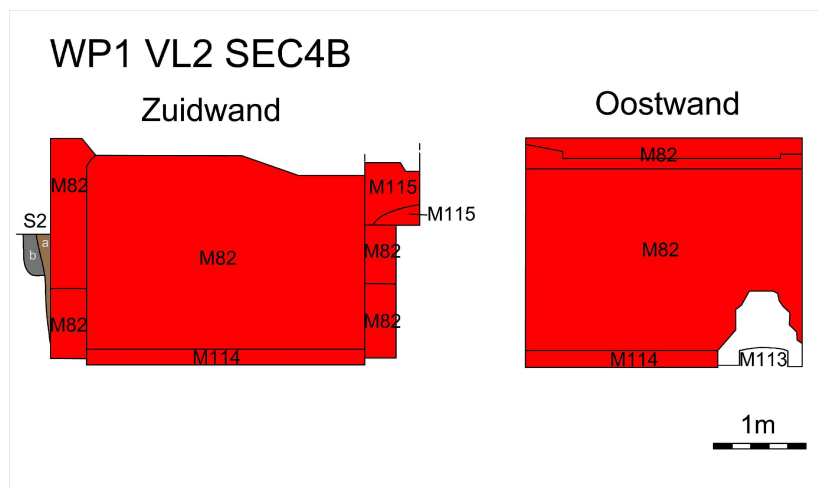 WP1 VL2 SEC4B
Zuidwand
Oostwand
M82
M82
M115
M115
S2
a
b
M82
M82
M82
M82
M82
M114
M114
M113
1m